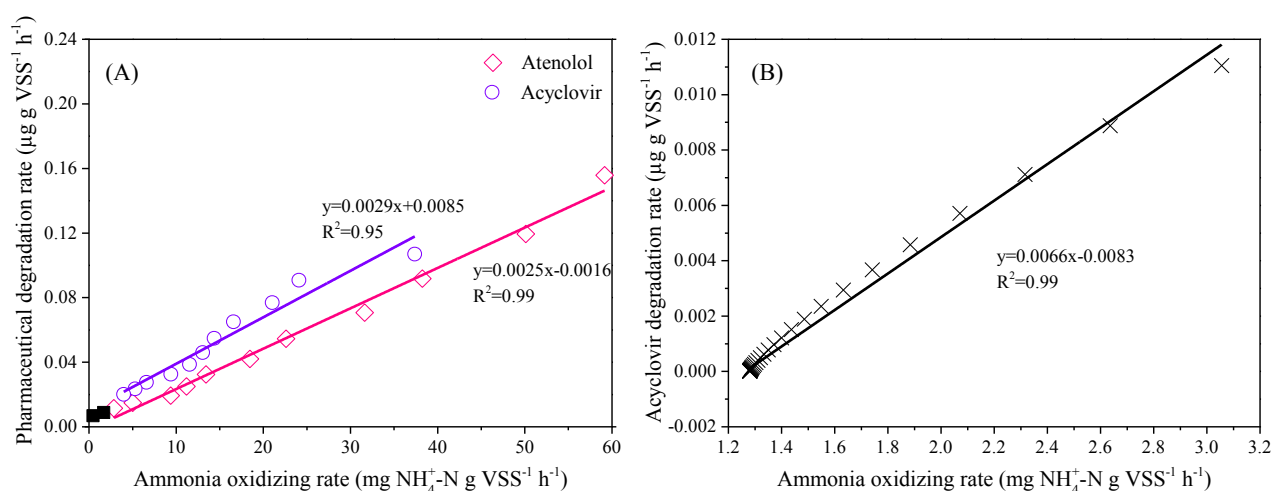 (A)
Atenolol
Acyclovir
y=0.0029x+0.0085
R²=0.95
y=0.0025x-0.0016
R²=0.99
0.24
0.20
0.16
0.12
0.08
0.04
0.00
0 10 20 30 40 50 60
Pharmaceutical degradation rate (μg g VSS⁻¹ h⁻¹)
Ammonia oxidizing rate (mg NH₄⁺-N g VSS⁻¹ h⁻¹)
(B)
y=0.0066x-0.0083
R²=0.99
0.012
0.010
0.008
0.006
0.004
0.002
0.000
-0.002
1.2 1.4 1.6 1.8 2.0 2.2 2.4 2.6 2.8 3.0 3.2
Acyclovir degradation rate (μg g VSS⁻¹ h⁻¹)
Ammonia oxidizing rate (mg NH₄⁺-N g VSS⁻¹ h⁻¹)